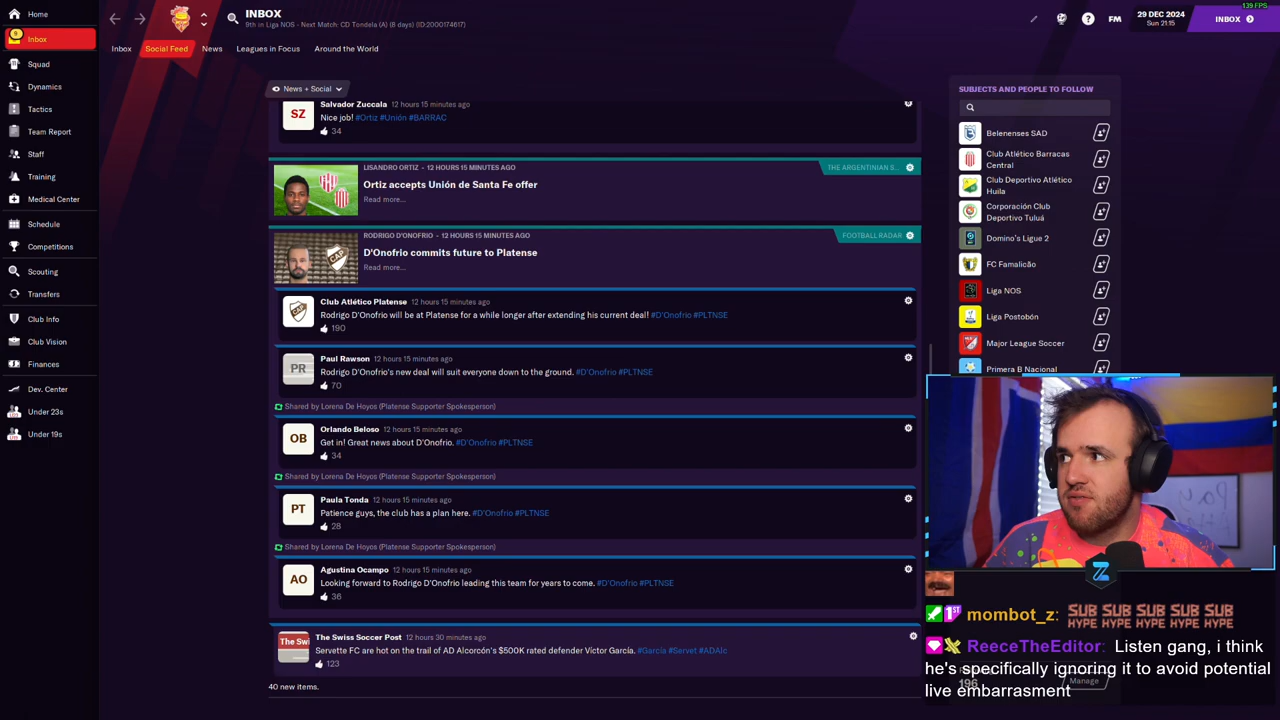 139 FPS
Home
9
Inbox
Squad
Dynamics
Tactics
Team Report
Staff
Training
Medical Center
Schedule
Competitions
Scouting
Transfers
Club Info
Club Vision
Finances
Dev. Center
Under 23s
Under 19s
INBOX
9th in Liga NOS - Next Match: CD Tondela (A) (8 days) (ID:2000174617)
FM
29 DEC 2024
Sun 21:15
INBOX
Inbox
Social Feed
News
Leagues in Focus
Around the World
News + Social
SZ
Salvador Zuccala 12 hours 15 minutes ago
Nice job! #Ortiz #Unión #BARRAC
34
LISANDRO ORTIZ - 12 HOURS 15 MINUTES AGO
THE ARGENTINIAN S...
Ortiz accepts Unión de Santa Fe offer
Read more...
RODRIGO D'ONOFRIO - 12 HOURS 15 MINUTES AGO
FOOTBALL RADAR
D'Onofrio commits future to Platense
Read more...
CAP
Club Atlético Platense 12 hours 15 minutes ago
Rodrigo D'Onofrio will be at Platense for a while longer after extending his current deal! #D'Onofrio #PLTNSE
190
PR
Paul Rawson 12 hours 15 minutes ago
Rodrigo D'Onofrio's new deal will suit everyone down to the ground. #D'Onofrio #PLTNSE
70
Shared by Lorena De Hoyos (Platense Supporter Spokesperson)
OB
Orlando Beloso 12 hours 15 minutes ago
Get in! Great news about D'Onofrio. #D'Onofrio #PLTNSE
34
Shared by Lorena De Hoyos (Platense Supporter Spokesperson)
PT
Paula Tonda 12 hours 15 minutes ago
Patience guys, the club has a plan here. #D'Onofrio #PLTNSE
28
Shared by Lorena De Hoyos (Platense Supporter Spokesperson)
AO
Agustina Ocampo 12 hours 15 minutes ago
Looking forward to Rodrigo D'Onofrio leading this team for years to come. #D'Onofrio #PLTNSE
36
The Swi
The Swiss Soccer Post 12 hours 30 minutes ago
Servette FC are hot on the trail of AD Alcorcón's $500K rated defender Víctor García. #García #Servet #ADAlc
123
40 new items.
SUBJECTS AND PEOPLE TO FOLLOW
Belenenses SAD
Club Atlético Barracas
Central
Club Deportivo Atlético
Huila
Corporación Club
Deportivo Tuluá
Domino's Ligue 2
FC Famalicão
Liga NOS
Liga Postobón
Major League Soccer
Primera B Nacional
1ST mombot_z: SUB HYPE SUB HYPE SUB HYPE SUB HYPE SUB HYPE
ReeceTheEditor: Listen gang, i think
he's specifically ignoring it to avoid potential
live embarrasment
196
Manage